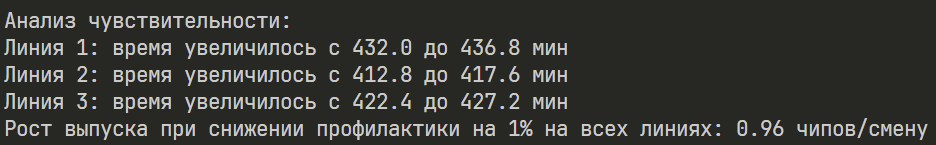 Анализ чувствительности:
Линия 1: время увеличилось с 432.0 до 436.8 мин
Линия 2: время увеличилось с 412.8 до 417.6 мин
Линия 3: время увеличилось с 422.4 до 427.2 мин
Рост выпуска при снижении профилактики на 1% на всех линиях: 0.96 чипов/смену